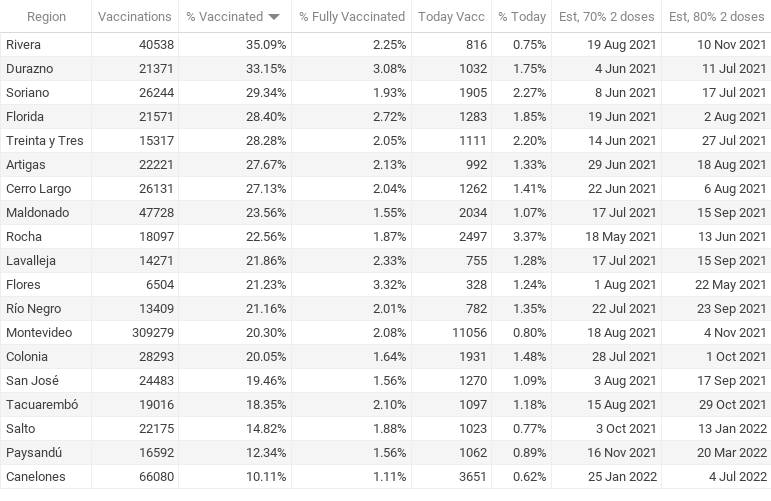 Region Vaccinations % Vaccinated % Fully Vaccinated Today Vacc % Today Est, 70% 2 doses Est, 80% 2 doses
Rivera 40538 35.09% 2.25% 816 0.75% 19 Aug 2021 10 Nov 2021
Durazno 21371 33.15% 3.08% 1032 1.75% 4 Jun 2021 11 Jul 2021
Soriano 26244 29.34% 1.93% 1905 2.27% 8 Jun 2021 17 Jul 2021
Florida 21571 28.40% 2.72% 1283 1.85% 19 Jun 2021 2 Aug 2021
Treinta y Tres 15317 28.28% 2.05% 1111 2.20% 14 Jun 2021 27 Jul 2021
Artigas 22221 27.67% 2.13% 992 1.33% 29 Jun 2021 18 Aug 2021
Cerro Largo 26131 27.13% 2.04% 1262 1.41% 22 Jun 2021 6 Aug 2021
Maldonado 47728 23.56% 1.55% 2034 1.07% 17 Jul 2021 15 Sep 2021
Rocha 18097 22.56% 1.87% 2497 3.37% 18 May 2021 13 Jun 2021
Lavalleja 14271 21.86% 2.33% 755 1.28% 17 Jul 2021 15 Sep 2021
Flores 6504 21.23% 3.32% 328 1.24% 1 Aug 2021 22 May 2021
Río Negro 13409 21.16% 2.01% 782 1.35% 22 Jul 2021 23 Sep 2021
Montevideo 309279 20.30% 2.08% 11056 0.80% 18 Aug 2021 4 Nov 2021
Colonia 28293 20.05% 1.64% 1931 1.48% 28 Jul 2021 1 Oct 2021
San José 24483 19.46% 1.56% 1270 1.09% 3 Aug 2021 17 Sep 2021
Tacuarembó 19016 18.35% 2.10% 1097 1.18% 15 Aug 2021 29 Oct 2021
Salto 22175 14.82% 1.88% 1023 0.77% 3 Oct 2021 13 Jan 2022
Paysandú 16592 12.34% 1.56% 1062 0.89% 16 Nov 2021 20 Mar 2022
Canelones 66080 10.11% 1.11% 3651 0.62% 25 Jan 2022 4 Jul 2022